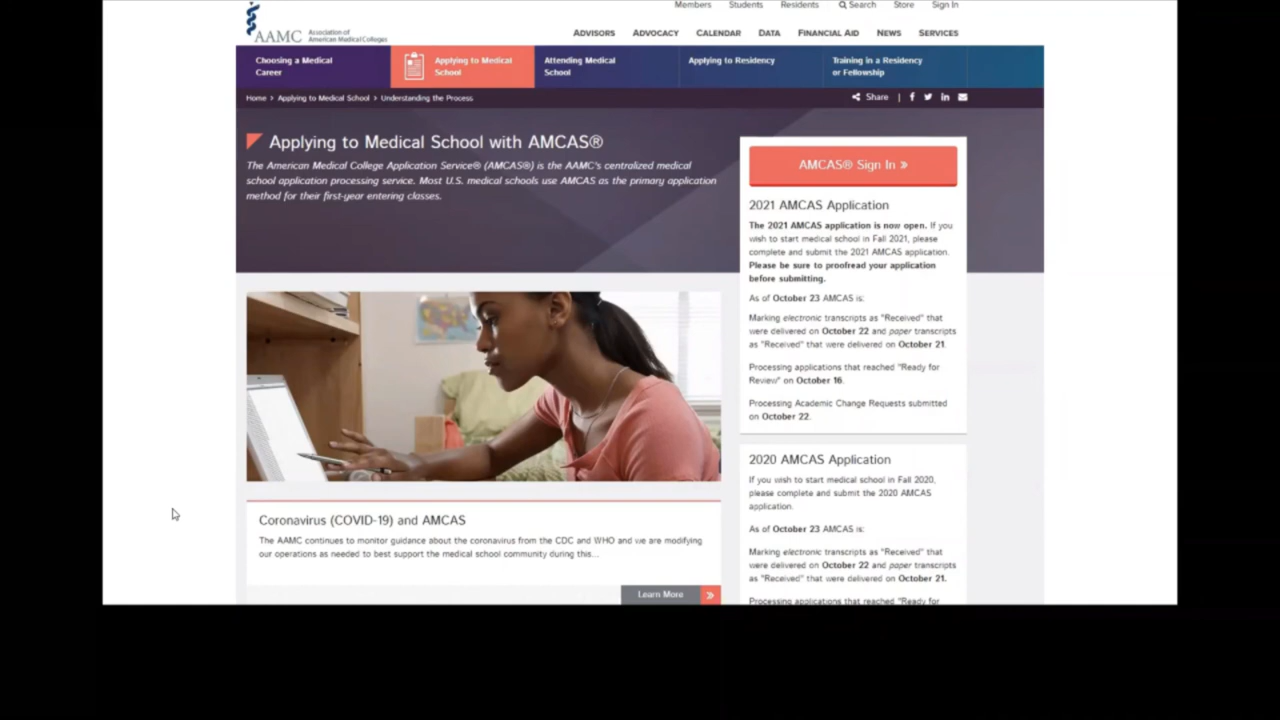 Members Students Residents Search Store Sign In
AAMC Association of
American Medical Colleges
ADVISORS ADVOCACY CALENDAR DATA FINANCIAL AID NEWS SERVICES
Choosing a Medical
Career
Applying to Medical
School
Attending Medical
School
Applying to Residency
Training in a Residency
or Fellowship
Home > Applying to Medical School > Understanding the Process
Share |
Applying to Medical School with AMCAS®
The American Medical College Application Service® (AMCAS®) is the AAMC's centralized medical
school application processing service. Most U.S. medical schools use AMCAS as the primary application
method for their first-year entering classes.
AMCAS® Sign In »
2021 AMCAS Application
The 2021 AMCAS application is now open. If you
wish to start medical school in Fall 2021, please
complete and submit the 2021 AMCAS application.
Please be sure to proofread your application
before submitting.
As of October 23 AMCAS is:
Marking electronic transcripts as "Received" that
were delivered on October 22 and paper transcripts
as "Received" that were delivered on October 21.
Processing applications that reached "Ready for
Review" on October 16.
Processing Academic Change Requests submitted
on October 22.
2020 AMCAS Application
If you wish to start medical school in Fall 2020,
please complete and submit the 2020 AMCAS
application.
As of October 23 AMCAS is:
Marking electronic transcripts as "Received" that
were delivered on October 22 and paper transcripts
as "Received" that were delivered on October 21.
Processing applications that reached "Ready for
Coronavirus (COVID-19) and AMCAS
The AAMC continues to monitor guidance about the coronavirus from the CDC and WHO and we are modifying
our operations as needed to best support the medical school community during this...
Learn More »